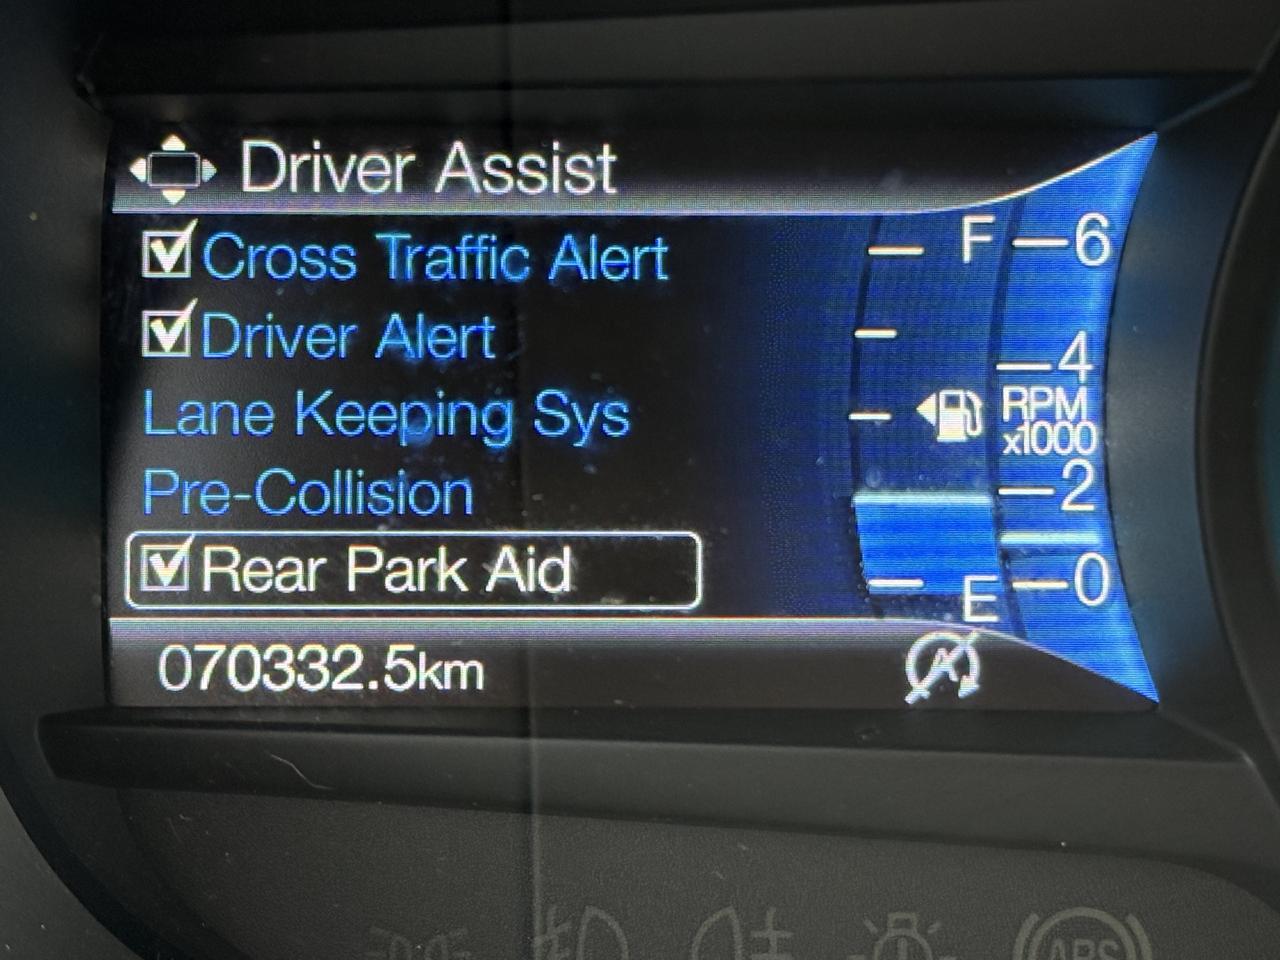 Driver Assist
Cross Traffic Alert
Driver Alert
Lane Keeping Sys
Pre-Collision
Rear Park Aid
070332.5km
F
E
6
4
RPM
x1000
2
0
A
ABS